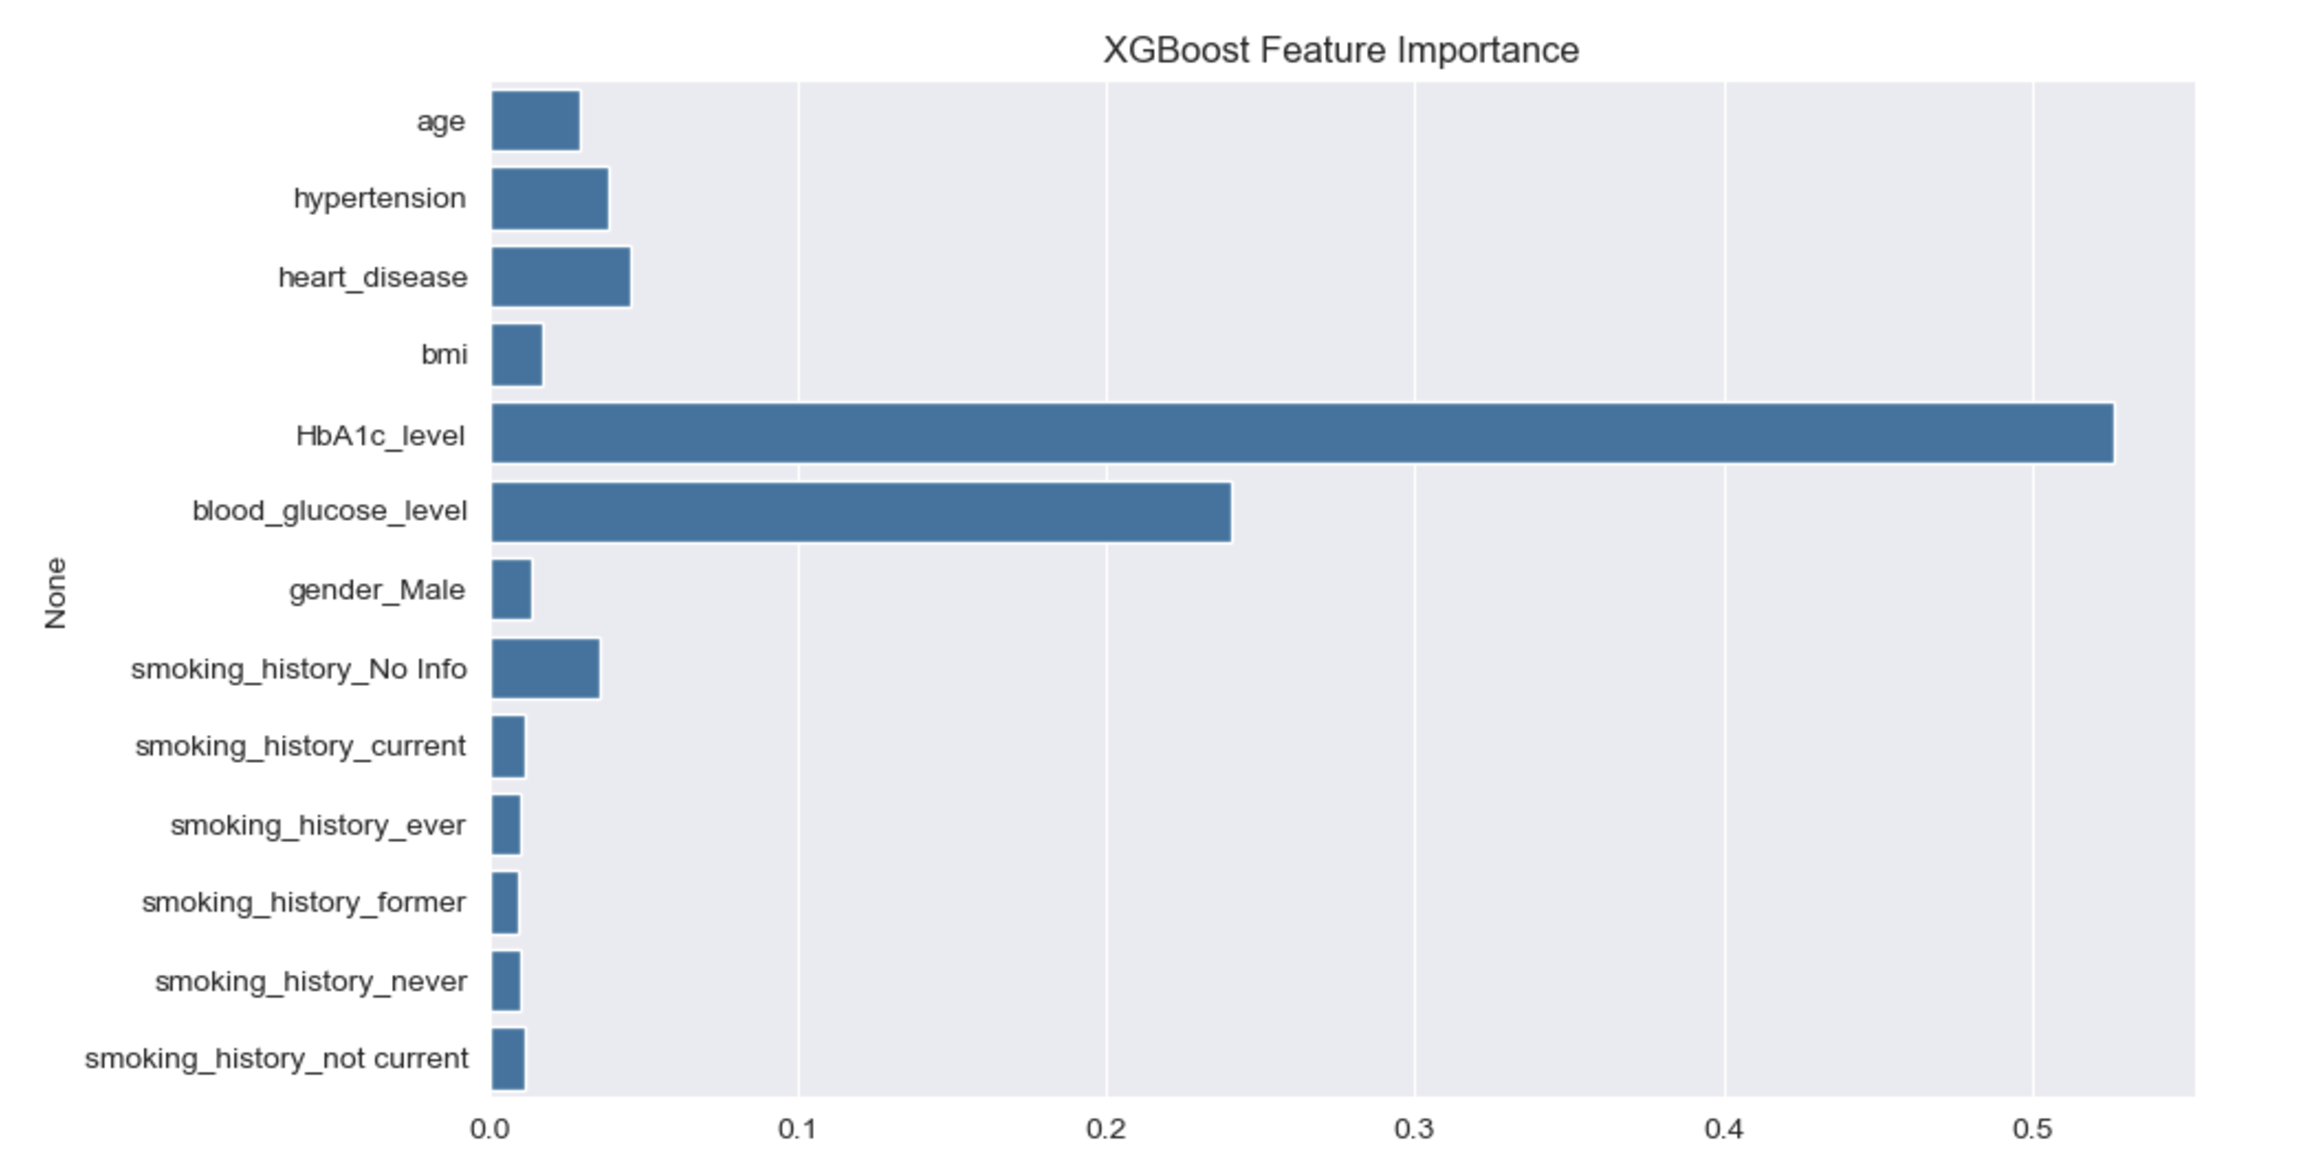 XGBoost Feature Importance
age
hypertension
heart_disease
bmi
HbA1c_level
blood_glucose_level
gender_Male
smoking_history_No Info
smoking_history_current
smoking_history_ever
smoking_history_former
smoking_history_never
smoking_history_not current
None
0.0 0.1 0.2 0.3 0.4 0.5